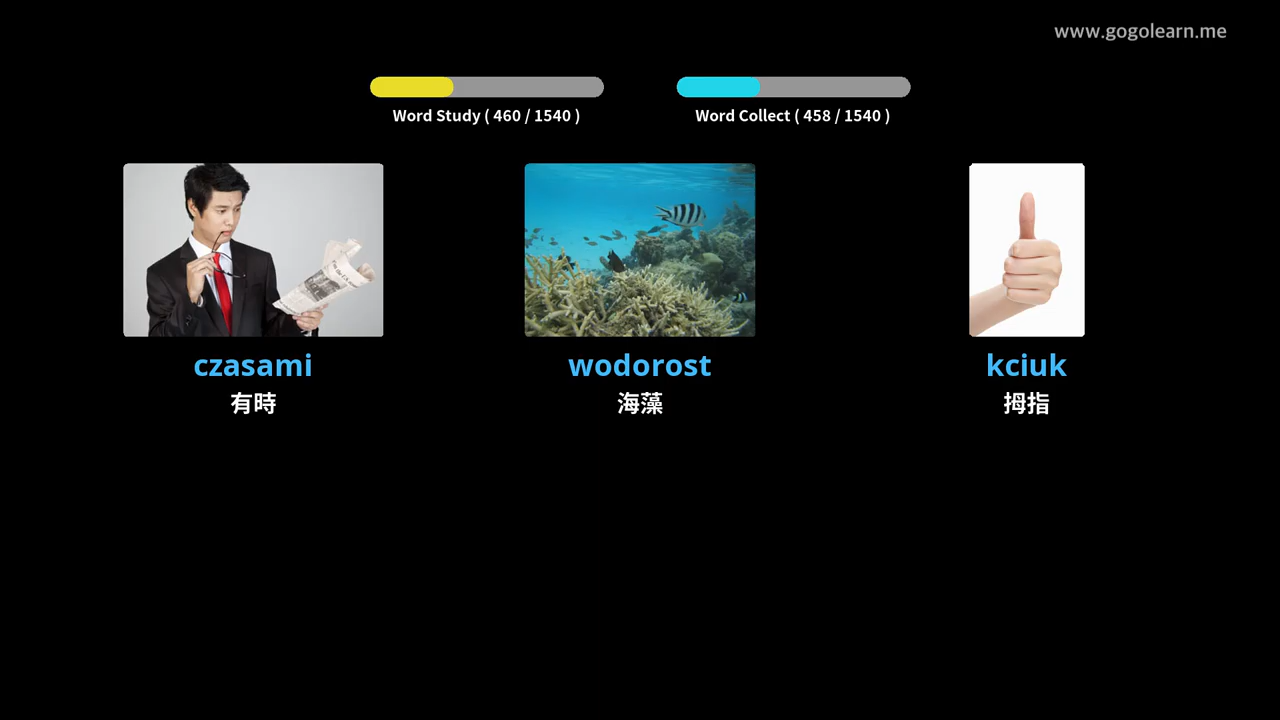 www.gogolearn.me
Word Study ( 460 / 1540 )
Word Collect ( 458 / 1540 )
czasami
有時
wodorost
海藻
kciuk
拇指